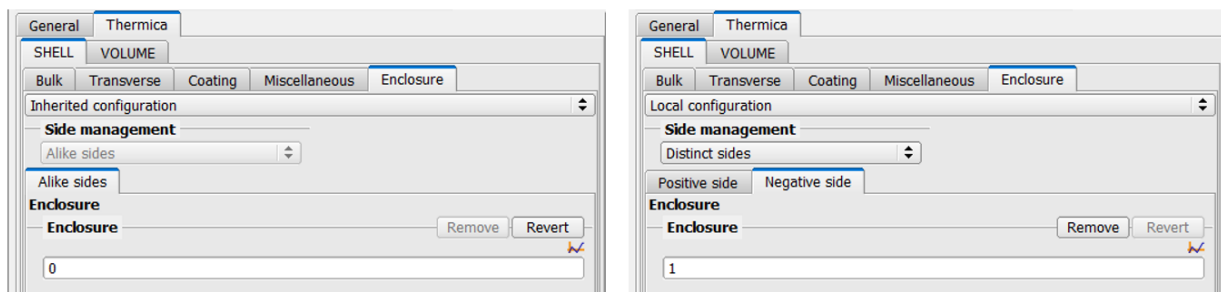 General Thermica
SHELL VOLUME
Bulk Transverse Coating Miscellaneous Enclosure
Inherited configuration
Side management
Alike sides
Alike sides
Enclosure
Enclosure Remove Revert
0
General Thermica
SHELL VOLUME
Bulk Transverse Coating Miscellaneous Enclosure
Local configuration
Side management
Distinct sides
Positive side Negative side
Enclosure
Enclosure Remove Revert
1